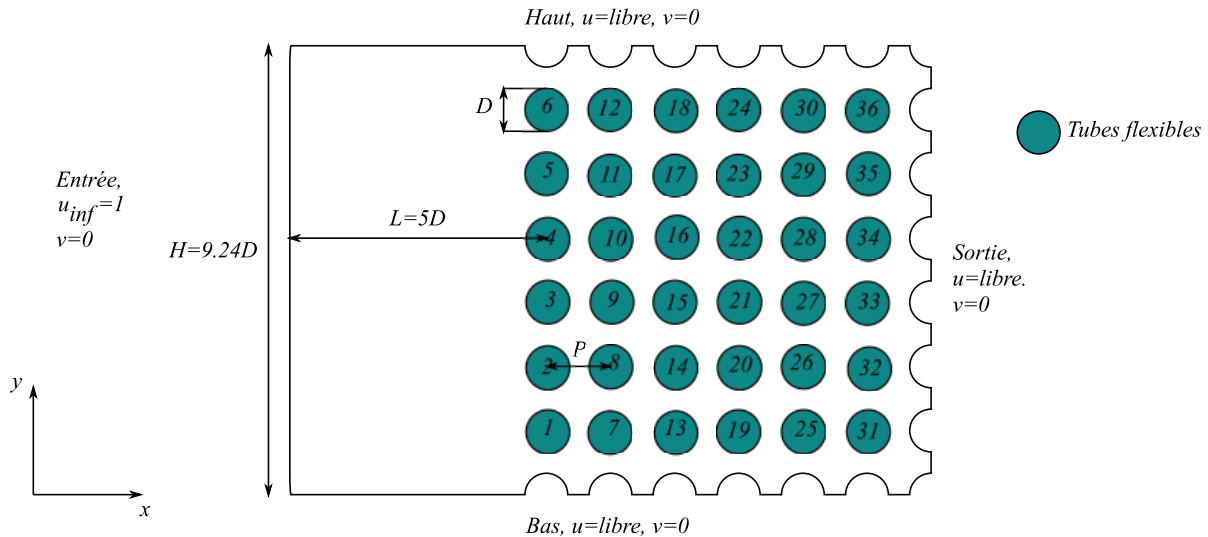 Haut, u=libre, v=0
D
6 12 18 24 30 36
Tubes flexibles
5 11 17 23 29 35
Entrée,
u_inf=1
v=0
L=5D
H=9.24D
4 10 16 22 28 34
Sortie,
u=libre.
v=0
3 9 15 21 27 33
P
2 8 14 20 26 32
y
1 7 13 19 25 31
x
Bas, u=libre, v=0